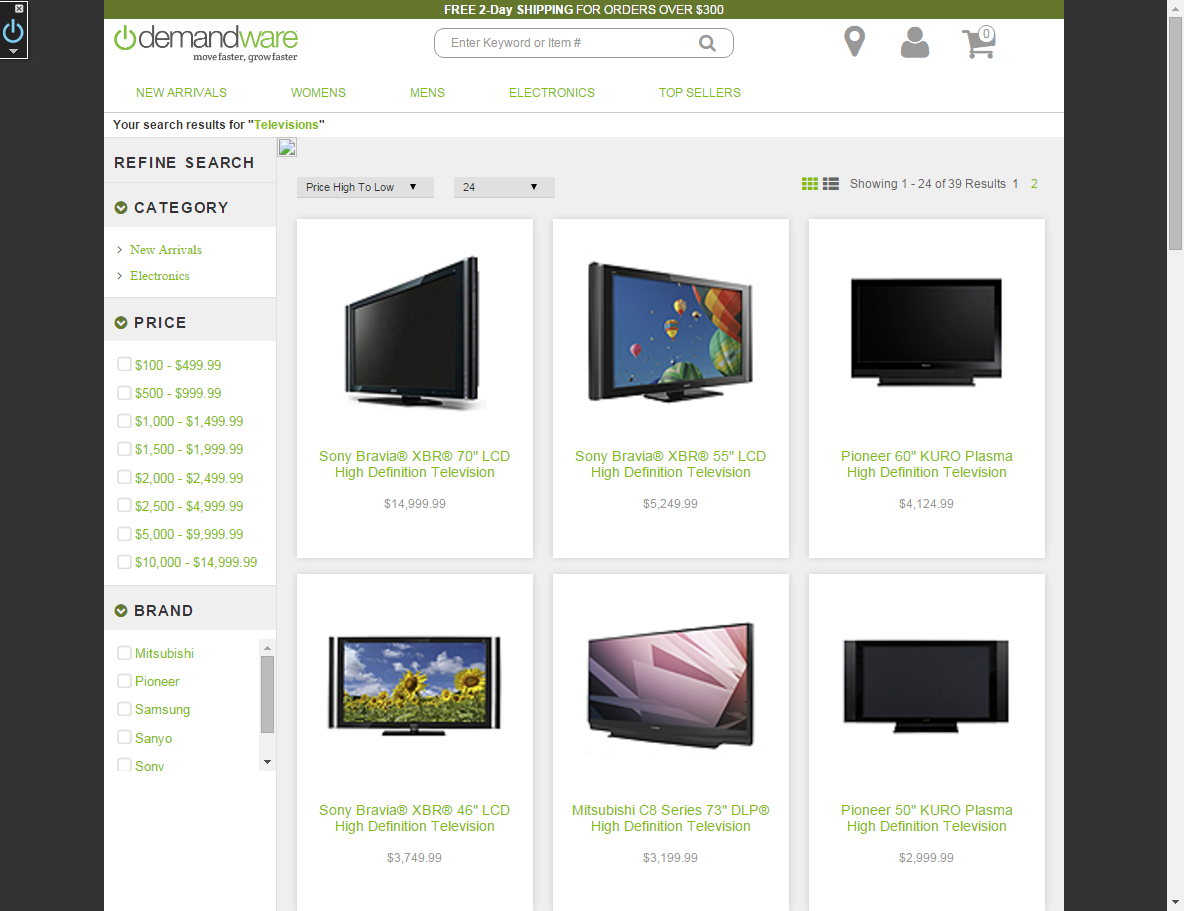 FREE 2-Day SHIPPING FOR ORDERS OVER $300
demandware
move faster, grow faster
Enter Keyword or Item #
0
NEW ARRIVALS
WOMENS
MENS
ELECTRONICS
TOP SELLERS
Your search results for "Televisions"
REFINE SEARCH
CATEGORY
New Arrivals
Electronics
PRICE
$100 - $499.99
$500 - $999.99
$1,000 - $1,499.99
$1,500 - $1,999.99
$2,000 - $2,499.99
$2,500 - $4,999.99
$5,000 - $9,999.99
$10,000 - $14,999.99
BRAND
Mitsubishi
Pioneer
Samsung
Sanyo
Sony
Price High To Low
24
Showing 1 - 24 of 39 Results 1 2
Sony Bravia® XBR® 70" LCD
High Definition Television
$14,999.99
Sony Bravia® XBR® 55" LCD
High Definition Television
$5,249.99
Pioneer 60" KURO Plasma
High Definition Television
$4,124.99
Sony Bravia® XBR® 46" LCD
High Definition Television
$3,749.99
Mitsubishi C8 Series 73" DLP®
High Definition Television
$3,199.99
Pioneer 50" KURO Plasma
High Definition Television
$2,999.99